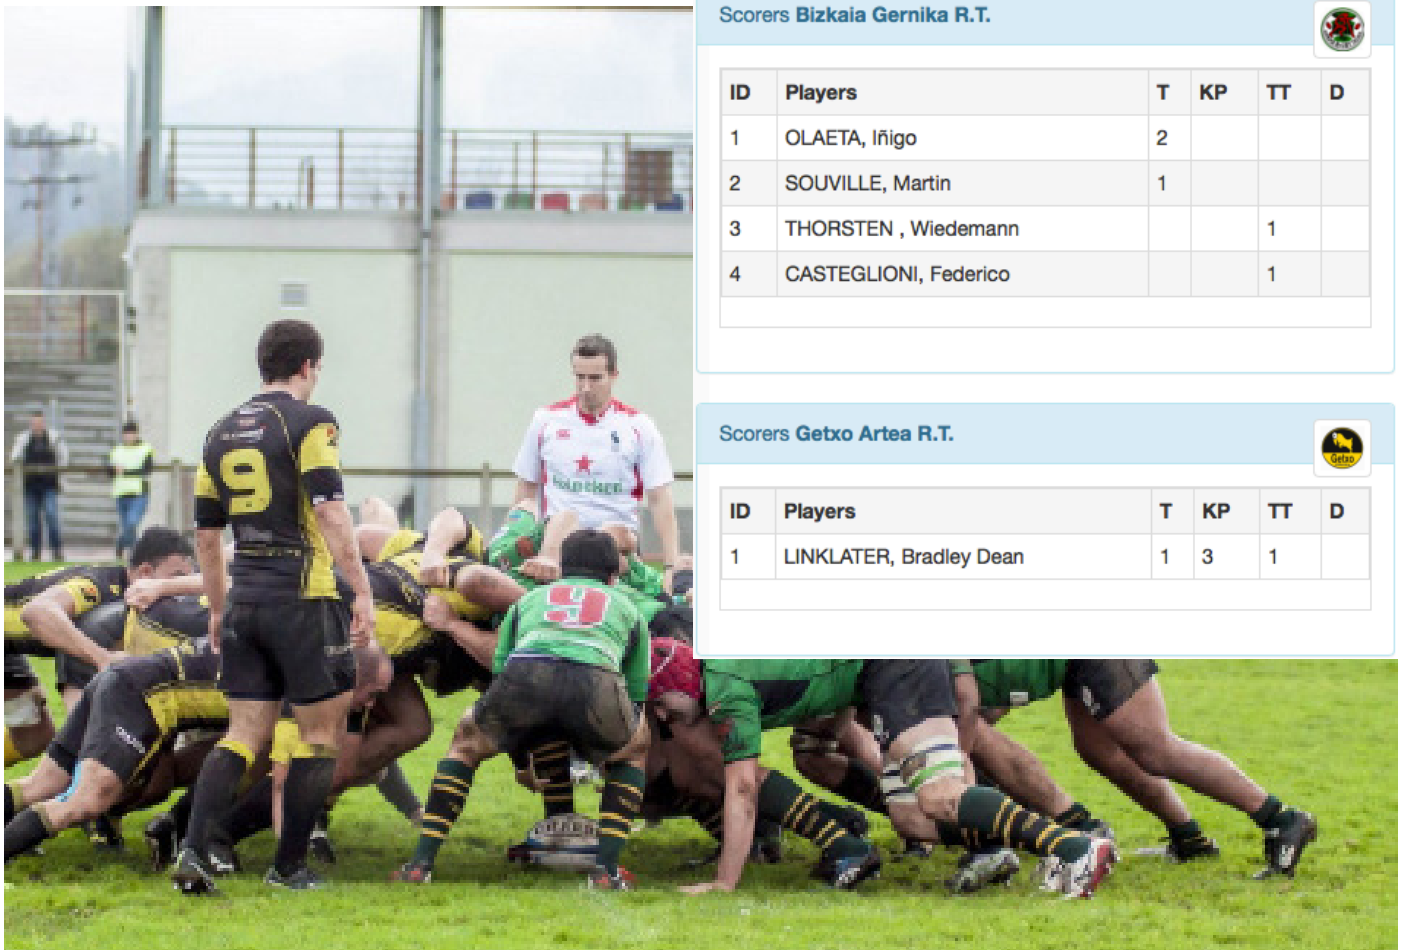 Scorers Bizkaia Gernika R.T.
ID Players T KP TT D
1 OLAETA, Iñigo 2
2 SOUVILLE, Martin 1
3 THORSTEN , Wiedemann 1
4 CASTEGLIONI, Federico 1
Scorers Getxo Artea R.T.
Getxo
ID Players T KP TT D
1 LINKLATER, Bradley Dean 1 3 1
9
Heineken
9